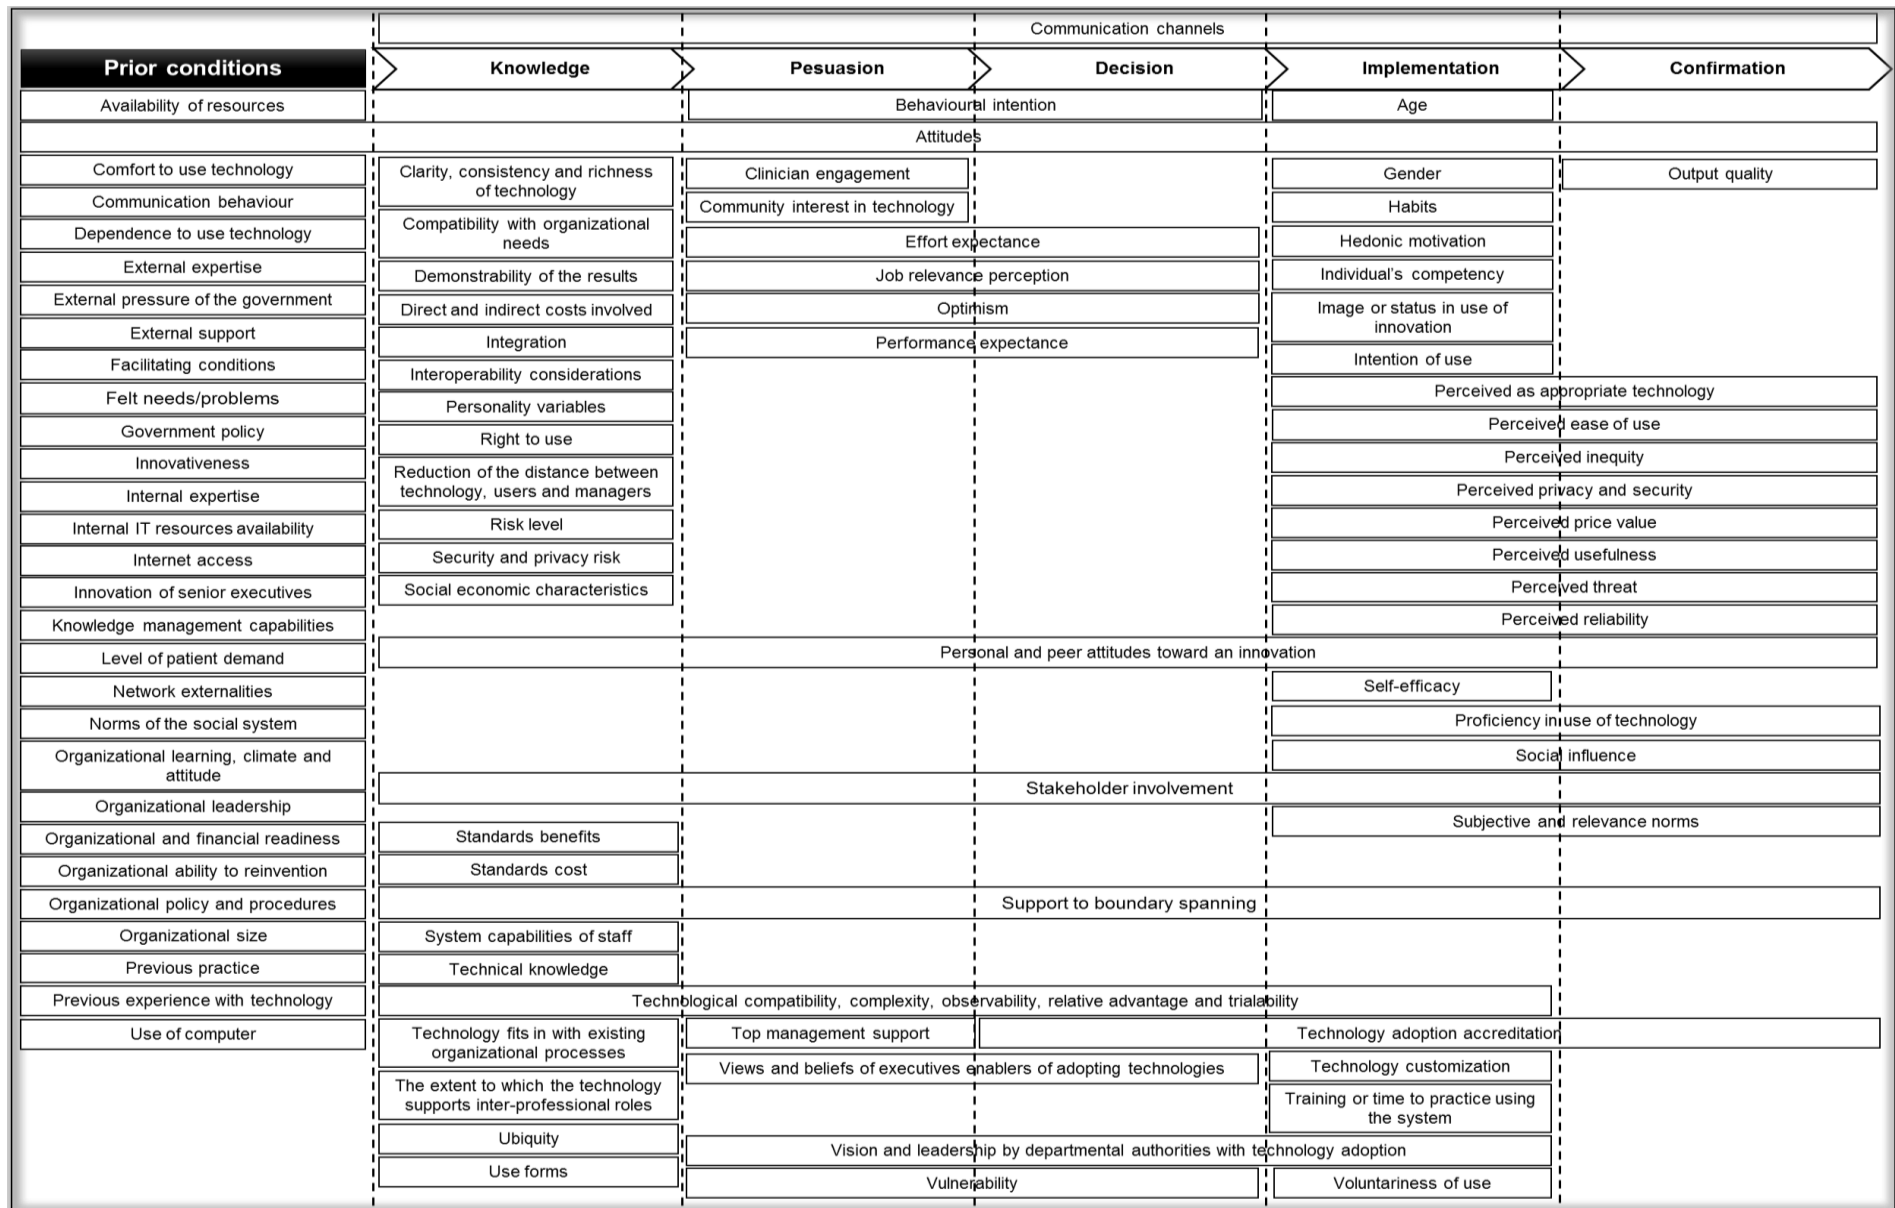 Communication channels
Prior conditions
Knowledge
Pesuasion
Decision
Implementation
Confirmation
Availability of resources
Behavioural intention
Age
Attitudes
Comfort to use technology
Communication behaviour
Dependence to use technology
External expertise
External pressure of the government
External support
Facilitating conditions
Felt needs/problems
Government policy
Innovativeness
Internal expertise
Internal IT resources availability
Internet access
Innovation of senior executives
Knowledge management capabilities
Level of patient demand
Network externalities
Norms of the social system
Organizational learning, climate and
attitude
Organizational leadership
Organizational and financial readiness
Organizational ability to reinvention
Organizational policy and procedures
Organizational size
Previous practice
Previous experience with technology
Use of computer
Clarity, consistency and richness
of technology
Compatibility with organizational
needs
Demonstrability of the results
Direct and indirect costs involved
Integration
Interoperability considerations
Personality variables
Right to use
Reduction of the distance between
technology, users and managers
Risk level
Security and privacy risk
Social economic characteristics
Clinician engagement
Community interest in technology
Effort expectance
Job relevance perception
Optimism
Performance expectance
Gender
Habits
Hedonic motivation
Individual's competency
Image or status in use of
innovation
Intention of use
Output quality
Perceived as appropriate technology
Perceived ease of use
Perceived inequity
Perceived privacy and security
Perceived price value
Perceived usefulness
Perceived threat
Perceived reliability
Personal and peer attitudes toward an innovation
Self-efficacy
Proficiency in use of technology
Social influence
Stakeholder involvement
Subjective and relevance norms
Standards benefits
Standards cost
Support to boundary spanning
System capabilities of staff
Technical knowledge
Technological compatibility, complexity, observability, relative advantage and trialability
Technology fits in with existing
organizational processes
Top management support
Technology adoption accreditation
Views and beliefs of executives enablers of adopting technologies
Technology customization
The extent to which the technology
supports inter-professional roles
Training or time to practice using
the system
Ubiquity
Vision and leadership by departmental authorities with technology adoption
Use forms
Vulnerability
Voluntariness of use